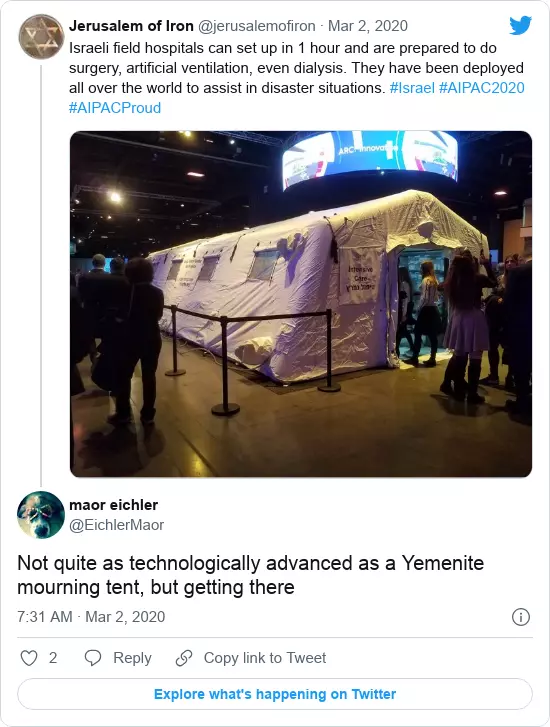 Jerusalem of Iron @jerusalemofiron · Mar 2, 2020
Israeli field hospitals can set up in 1 hour and are prepared to do
surgery, artificial ventilation, even dialysis. They have been deployed
all over the world to assist in disaster situations. #Israel #AIPAC2020
#AIPACProud
ARC Innovation
Intensive
Care
טיפול נמרץ
maor eichler
@EichlerMaor
Not quite as technologically advanced as a Yemenite
mourning tent, but getting there
7:31 AM · Mar 2, 2020
2 Reply Copy link to Tweet
Explore what's happening on Twitter